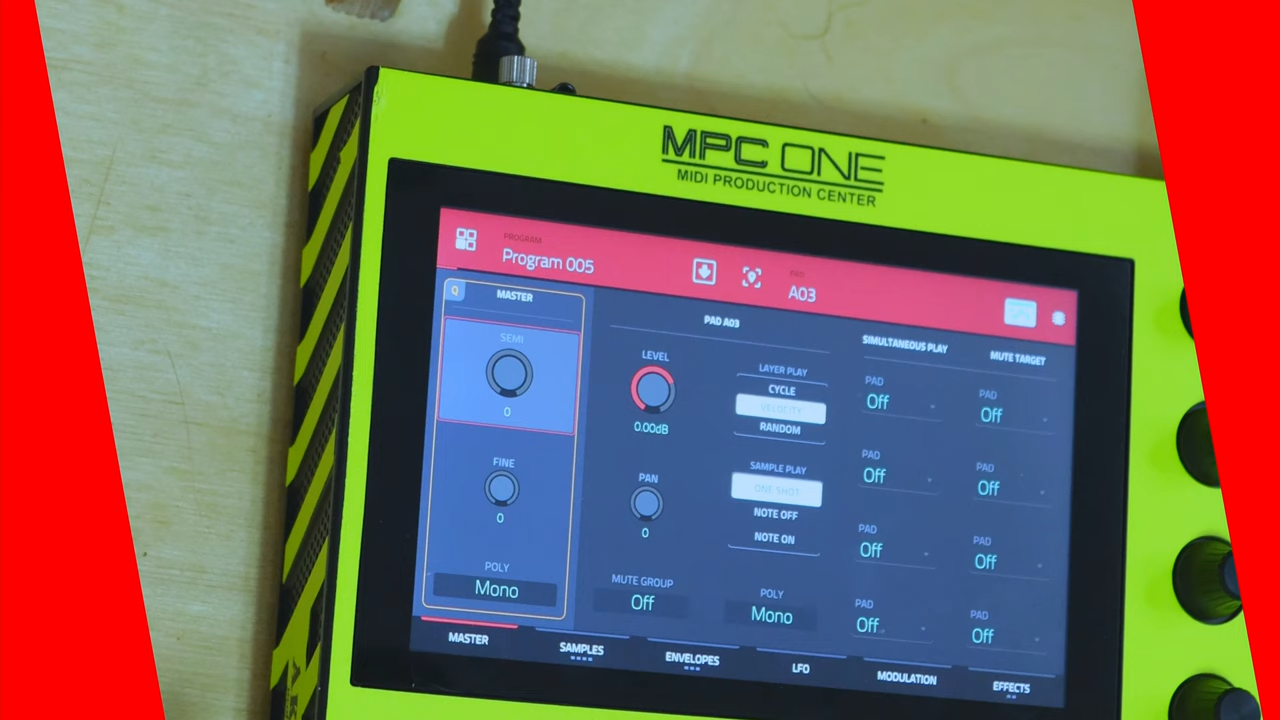 MPC ONE
MIDI PRODUCTION CENTER
PROGRAM
Program 005
PAD
A03
Q
MASTER
SEMI
0
FINE
0
POLY
Mono
PAD A03
LEVEL
0.00dB
PAN
0
MUTE GROUP
Off
LAYER PLAY
CYCLE
VELOCITY
RANDOM
SAMPLE PLAY
ONE SHOT
NOTE OFF
NOTE ON
POLY
Mono
SIMULTANEOUS PLAY
PAD
Off
PAD
Off
PAD
Off
PAD
Off
MUTE TARGET
PAD
Off
PAD
Off
PAD
Off
PAD
Off
MASTER
SAMPLES
ENVELOPES
LFO
MODULATION
EFFECTS